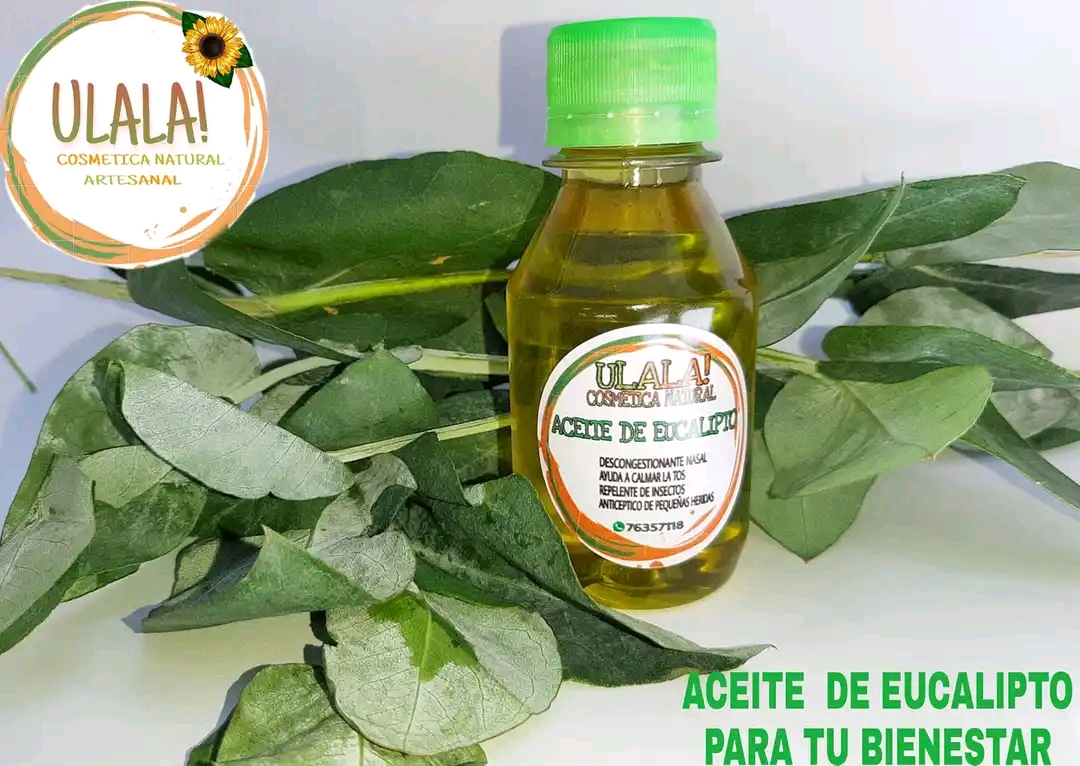 ULALA!
COSMETICA NATURAL
ARTESANAL
ULALA!
COSMETICA NATURAL
ACEITE DE EUCALIPTO
DESCONGESTIONANTE NASAL
AYUDA A CALMAR LA TOS
REPELENTE DE INSECTOS
ANTICEPTICO DE PEQUEÑAS HERIDAS
76357118
ACEITE DE EUCALIPTO
PARA TU BIENESTAR